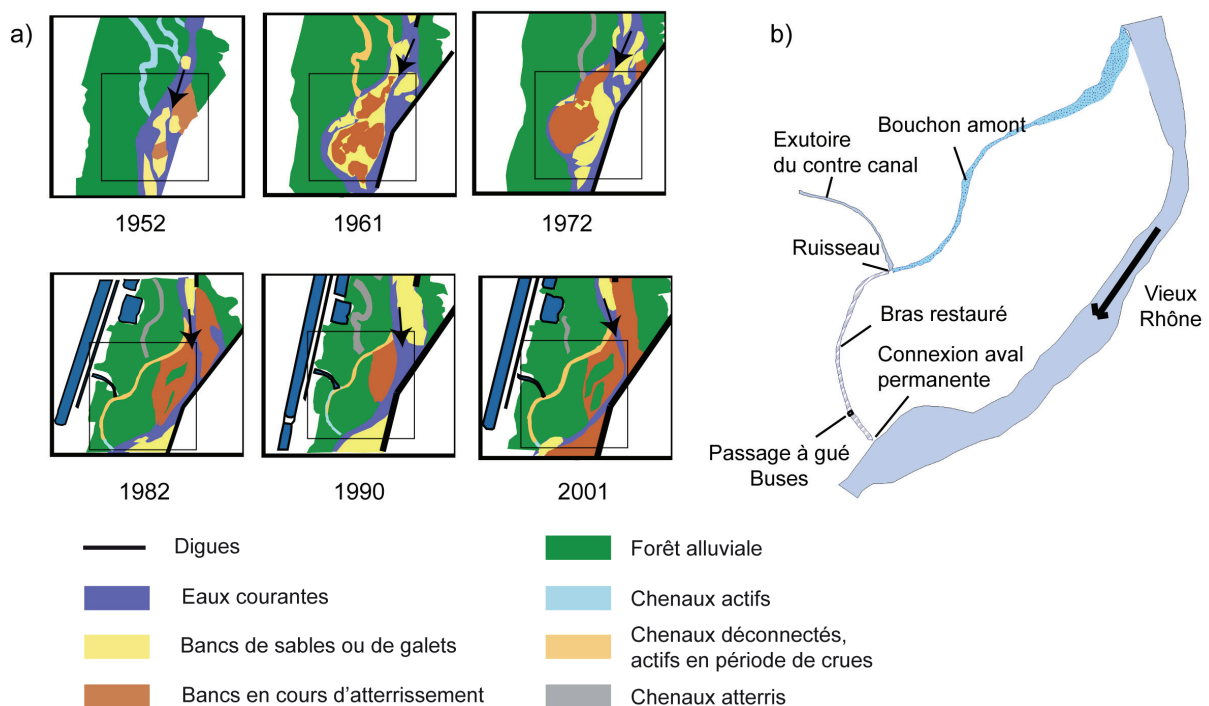 a)
1952
1961
1972
1982
1990
2001
Digues
Eaux courantes
Bancs de sables ou de galets
Bancs en cours d'atterrissement
Forêt alluviale
Chenaux actifs
Chenaux déconnectés,
actifs en période de crues
Chenaux atterris
b)
Bouchon amont
Exutoire
du contre canal
Ruisseau
Vieux
Rhône
Bras restauré
Connexion aval
permanente
Passage à gué
Buses